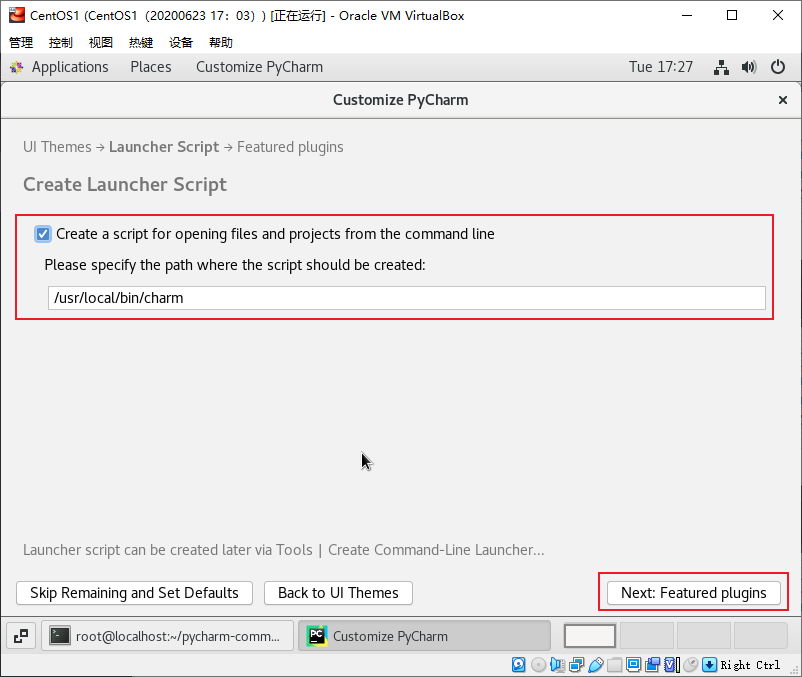 CentOS1 (CentOS1（20200623 17：03）) [正在运行] - Oracle VM VirtualBox
管理 控制 视图 热键 设备 帮助
Applications Places Customize PyCharm Tue 17:27
Customize PyCharm
UI Themes → Launcher Script → Featured plugins
Create Launcher Script
Create a script for opening files and projects from the command line
Please specify the path where the script should be created:
/usr/local/bin/charm
Launcher script can be created later via Tools | Create Command-Line Launcher...
Skip Remaining and Set Defaults Back to UI Themes Next: Featured plugins
root@localhost:~/pycharm-comm... PC Customize PyCharm
Right Ctrl